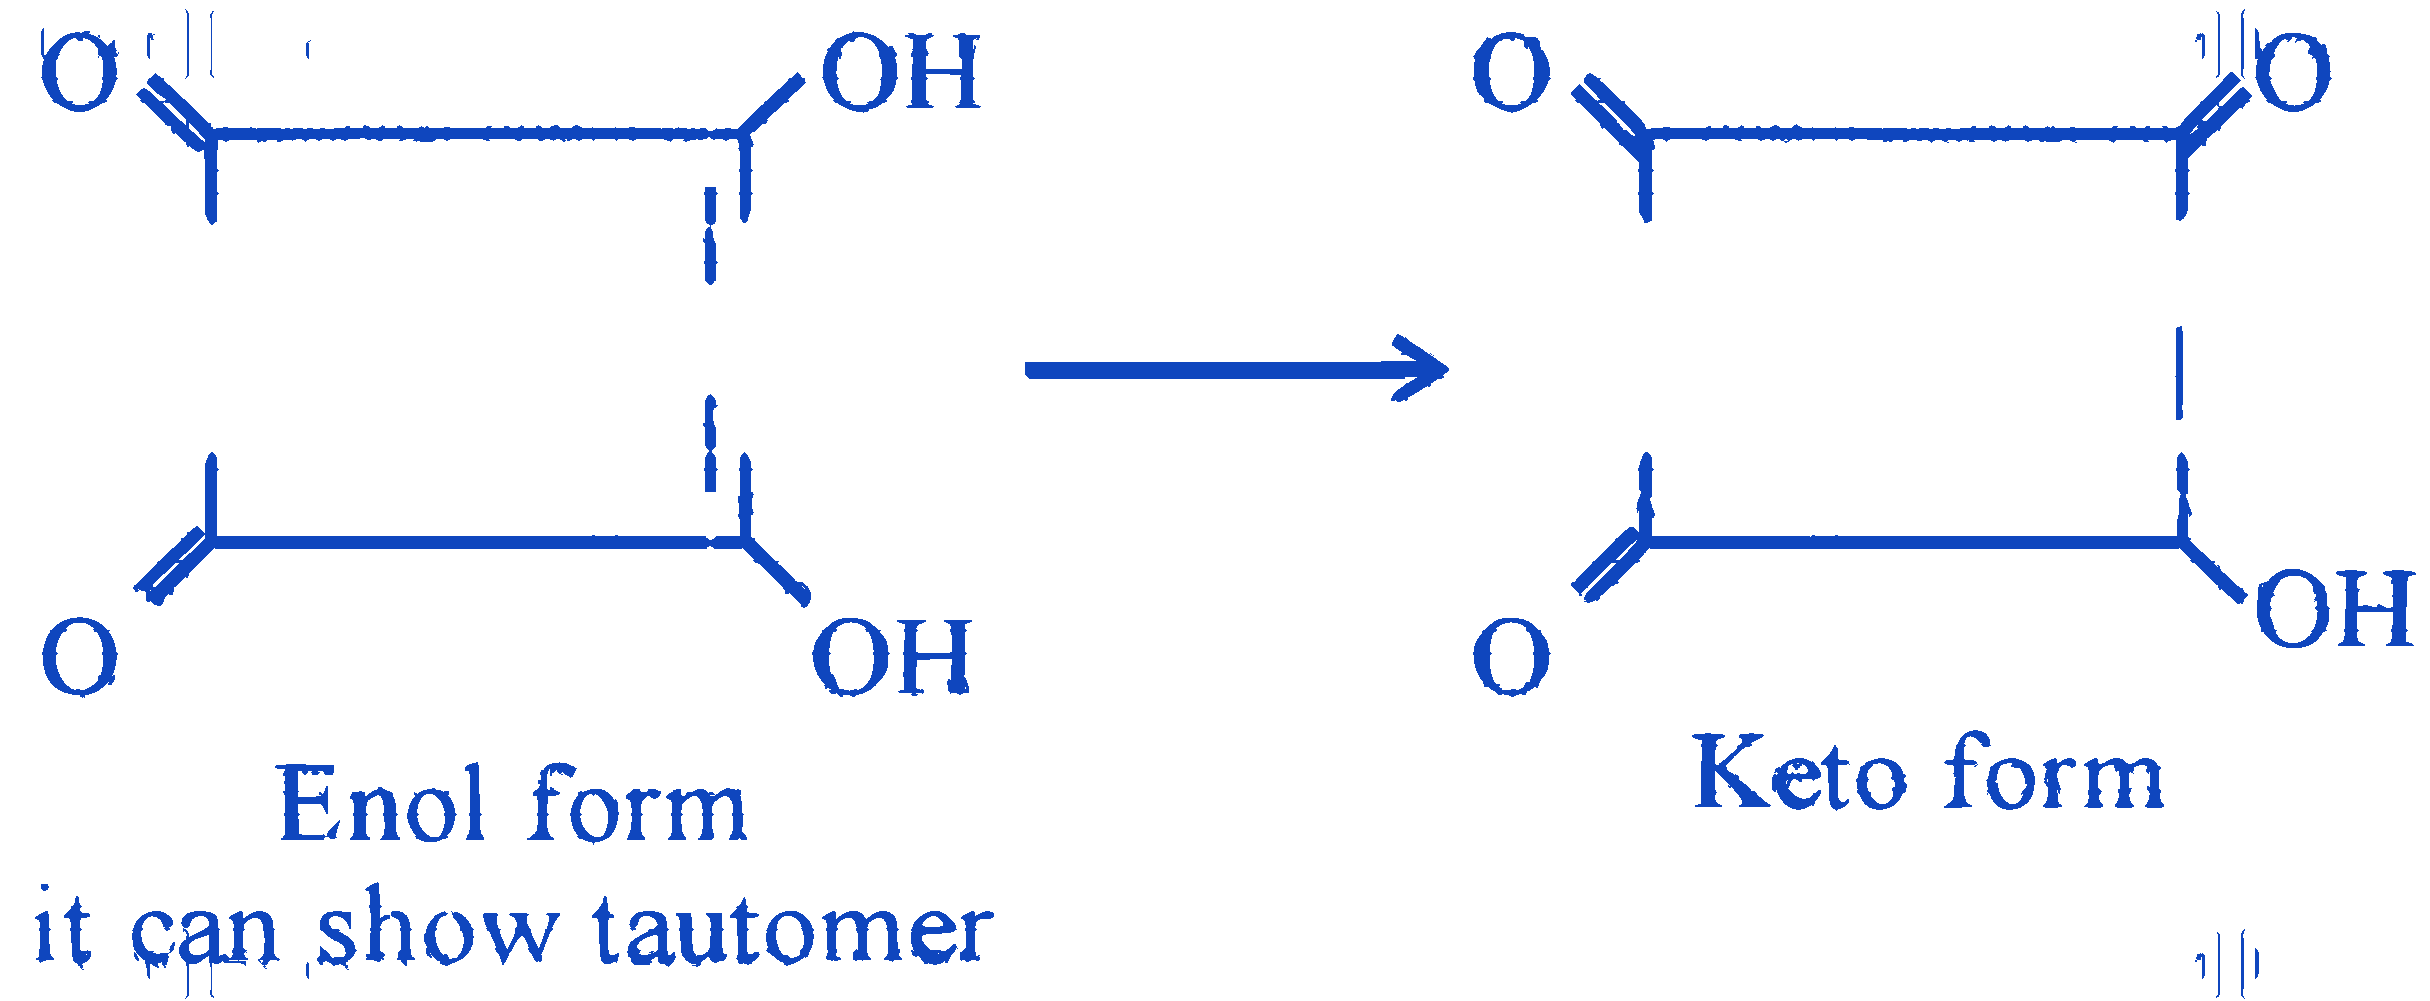 O OH O O
O OH O OH
Enol form Keto form
it can show tautomer